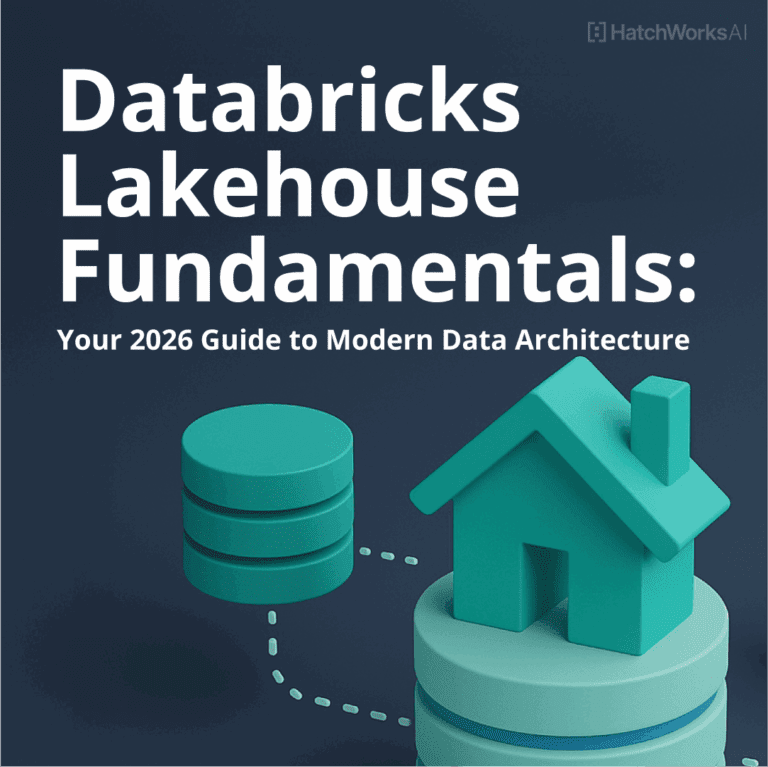 HatchWorksAI
Databricks
Lakehouse
Fundamentals:
Your 2026 Guide to Modern Data Architecture